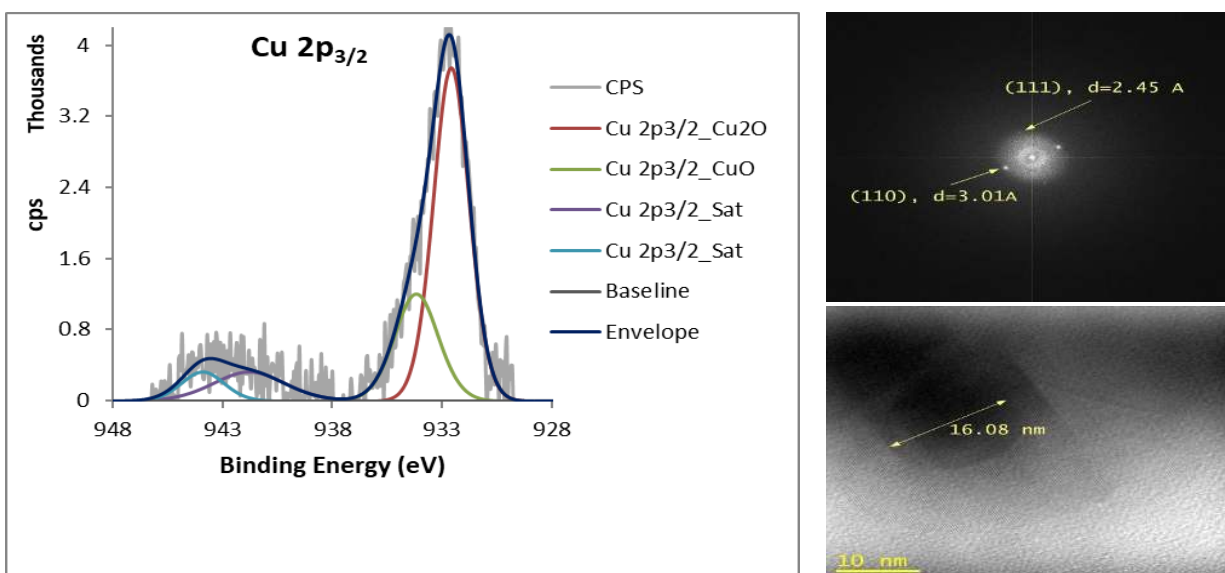 Cu 2p3/2
Thousands
cps
4
3.2
2.4
1.6
0.8
0
948
943
938
933
928
Binding Energy (eV)
CPS
Cu 2p3/2_Cu2O
Cu 2p3/2_CuO
Cu 2p3/2_Sat
Cu 2p3/2_Sat
Baseline
Envelope
(111), d=2.45 A
(110), d=3.01A
16.08 nm
10 nm